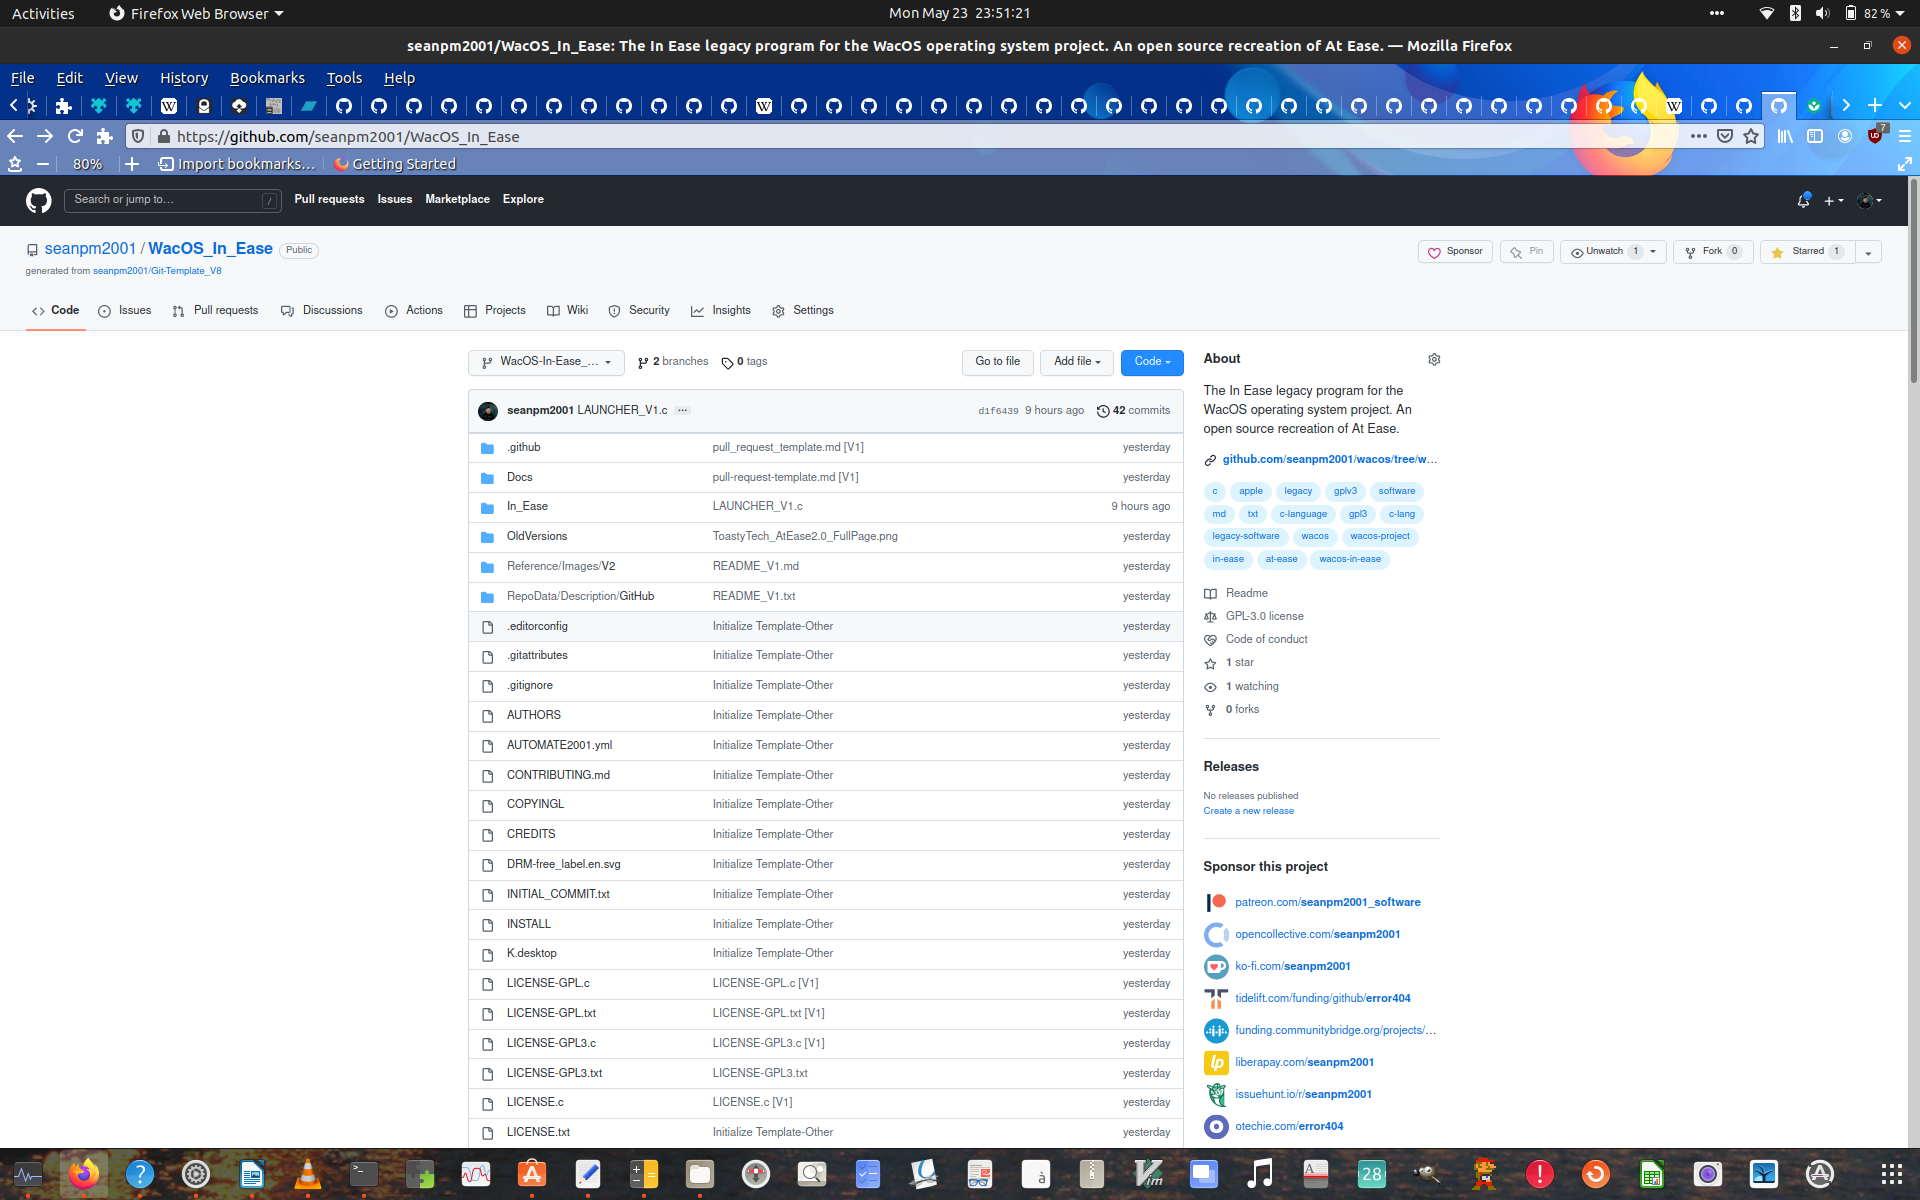 Activities
Firefox Web Browser
Mon May 23 23:51:21
82 %
seanpm2001/WacOS_In_Ease: The In Ease legacy program for the WacOS operating system project. An open source recreation of At Ease. — Mozilla Firefox
File Edit View History Bookmarks Tools Help
https://github.com/seanpm2001/WacOS_In_Ease
7
80%
Import bookmarks…
Getting Started
Search or jump to…
/
Pull requests Issues Marketplace Explore
seanpm2001 / WacOS_In_Ease Public
generated from seanpm2001/Git-Template_V8
Sponsor
Pin
Unwatch 1
Fork 0
Starred 1
Code
Issues
Pull requests
Discussions
Actions
Projects
Wiki
Security
Insights
Settings
WacOS-In-Ease_…
2 branches
0 tags
Go to file
Add file
Code
seanpm2001 LAUNCHER_V1.c ···
d1f6439 9 hours ago
42 commits
.github pull_request_template.md [V1] yesterday
Docs pull-request-template.md [V1] yesterday
In_Ease LAUNCHER_V1.c 9 hours ago
OldVersions ToastyTech_AtEase2.0_FullPage.png yesterday
Reference/Images/V2 README_V1.md yesterday
RepoData/Description/GitHub README_V1.txt yesterday
.editorconfig Initialize Template-Other yesterday
.gitattributes Initialize Template-Other yesterday
.gitignore Initialize Template-Other yesterday
AUTHORS Initialize Template-Other yesterday
AUTOMATE2001.yml Initialize Template-Other yesterday
CONTRIBUTING.md Initialize Template-Other yesterday
COPYINGL Initialize Template-Other yesterday
CREDITS Initialize Template-Other yesterday
DRM-free_label.en.svg Initialize Template-Other yesterday
INITIAL_COMMIT.txt Initialize Template-Other yesterday
INSTALL Initialize Template-Other yesterday
K.desktop Initialize Template-Other yesterday
LICENSE-GPL.c LICENSE-GPL.c [V1] yesterday
LICENSE-GPL.txt LICENSE-GPL.txt [V1] yesterday
LICENSE-GPL3.c LICENSE-GPL3.c [V1] yesterday
LICENSE-GPL3.txt LICENSE-GPL3.txt yesterday
LICENSE.c LICENSE.c [V1] yesterday
LICENSE.txt Initialize Template-Other yesterday
About
The In Ease legacy program for the
WacOS operating system project. An
open source recreation of At Ease.
github.com/seanpm2001/wacos/tree/w…
c apple legacy gplv3 software
md txt c-language gpl3 c-lang
legacy-software wacos wacos-project
in-ease at-ease wacos-in-ease
Readme
GPL-3.0 license
Code of conduct
1 star
1 watching
0 forks
Releases
No releases published
Create a new release
Sponsor this project
patreon.com/seanpm2001_software
opencollective.com/seanpm2001
ko-fi.com/seanpm2001
tidelift.com/funding/github/error404
funding.communitybridge.org/projects/…
liberapay.com/seanpm2001
issuehunt.io/r/seanpm2001
otechie.com/error404
28